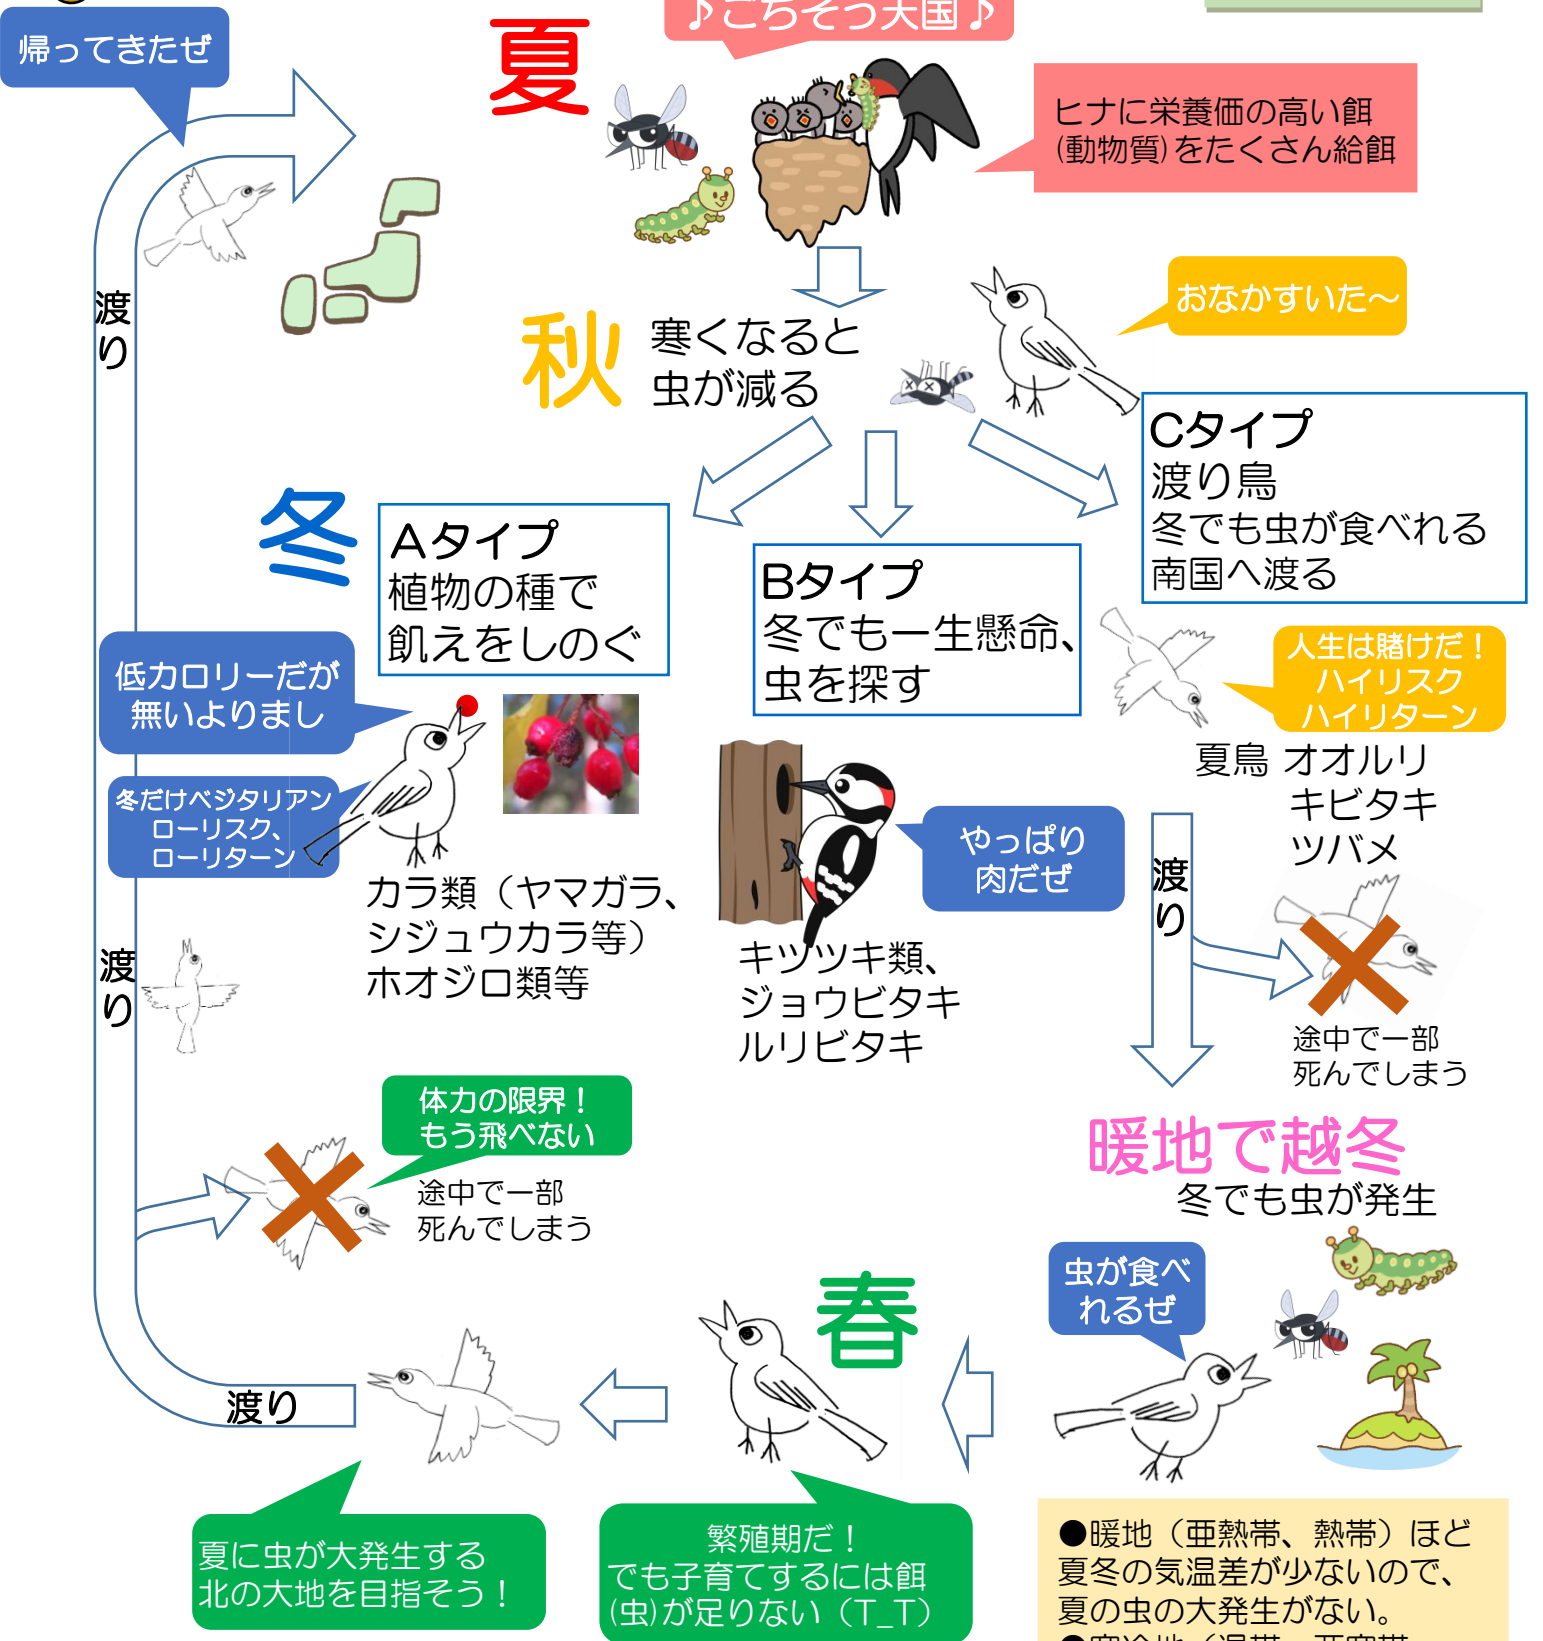 帰ってきたぜ
夏
♪ごちそう天国♪
ヒナに栄養価の高い餌
(動物質)をたくさん給餌
渡り
秋
寒くなると
虫が減る
おなかすいた～
冬
Aタイプ
植物の種で
飢えをしのぐ
Bタイプ
冬でも一生懸命、
虫を探す
Cタイプ
渡り鳥
冬でも虫が食べれる
南国へ渡る
低カロリーだが
無いよりまし
冬だけベジタリアン
ローリスク、
ローリターン
カラ類（ヤマガラ、
シジュウカラ等）
ホオジロ類等
やっぱり
肉だぜ
キツツキ類、
ジョウビタキ
ルリビタキ
人生は賭けだ！
ハイリスク
ハイリターン
夏鳥 オオルリ
キビタキ
ツバメ
渡り
途中で一部
死んでしまう
渡り
体力の限界！
もう飛べない
途中で一部
死んでしまう
暖地で越冬
冬でも虫が発生
虫が食べ
れるぜ
春
渡り
夏に虫が大発生する
北の大地を目指そう！
繁殖期だ！
でも子育てするには餌
(虫)が足りない（T_T）
●暖地（亜熱帯、熱帯）ほど
夏冬の気温差が少ないので、
夏の虫の大発生がない。
●寒冷地（温帯、亜寒帯